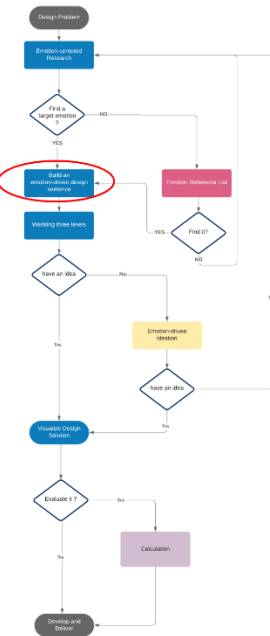 Design Problem
Emotion-centered
Research
Find a
target emotion
?
NO
YES
Build an
emotion-driven design
sentence
Emotion Reference List
Working three levels
YES
Find it?
NO
have an idea
No
Emotion-driven
ideation
Yes
have an idea
Yes
Visualize Design
Solution
Evaluate it ?
Yes
Calculation
No
Develop and
Deliver